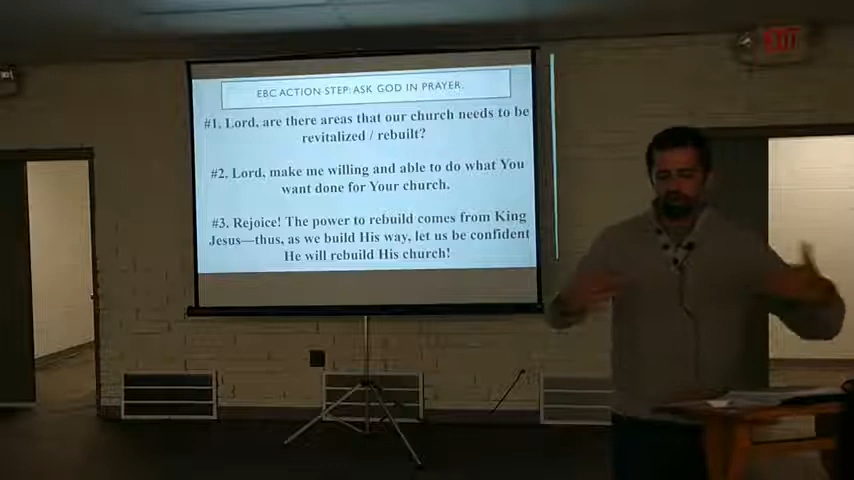 EBC ACTION STEP: ASK GOD IN PRAYER.
#1. Lord, are there areas that our church needs to be
revitalized / rebuilt?
#2. Lord, make me willing and able to do what You
want done for Your church.
#3. Rejoice! The power to rebuild comes from King
Jesus—thus, as we build His way, let us be confident
He will rebuild His church!
EXIT